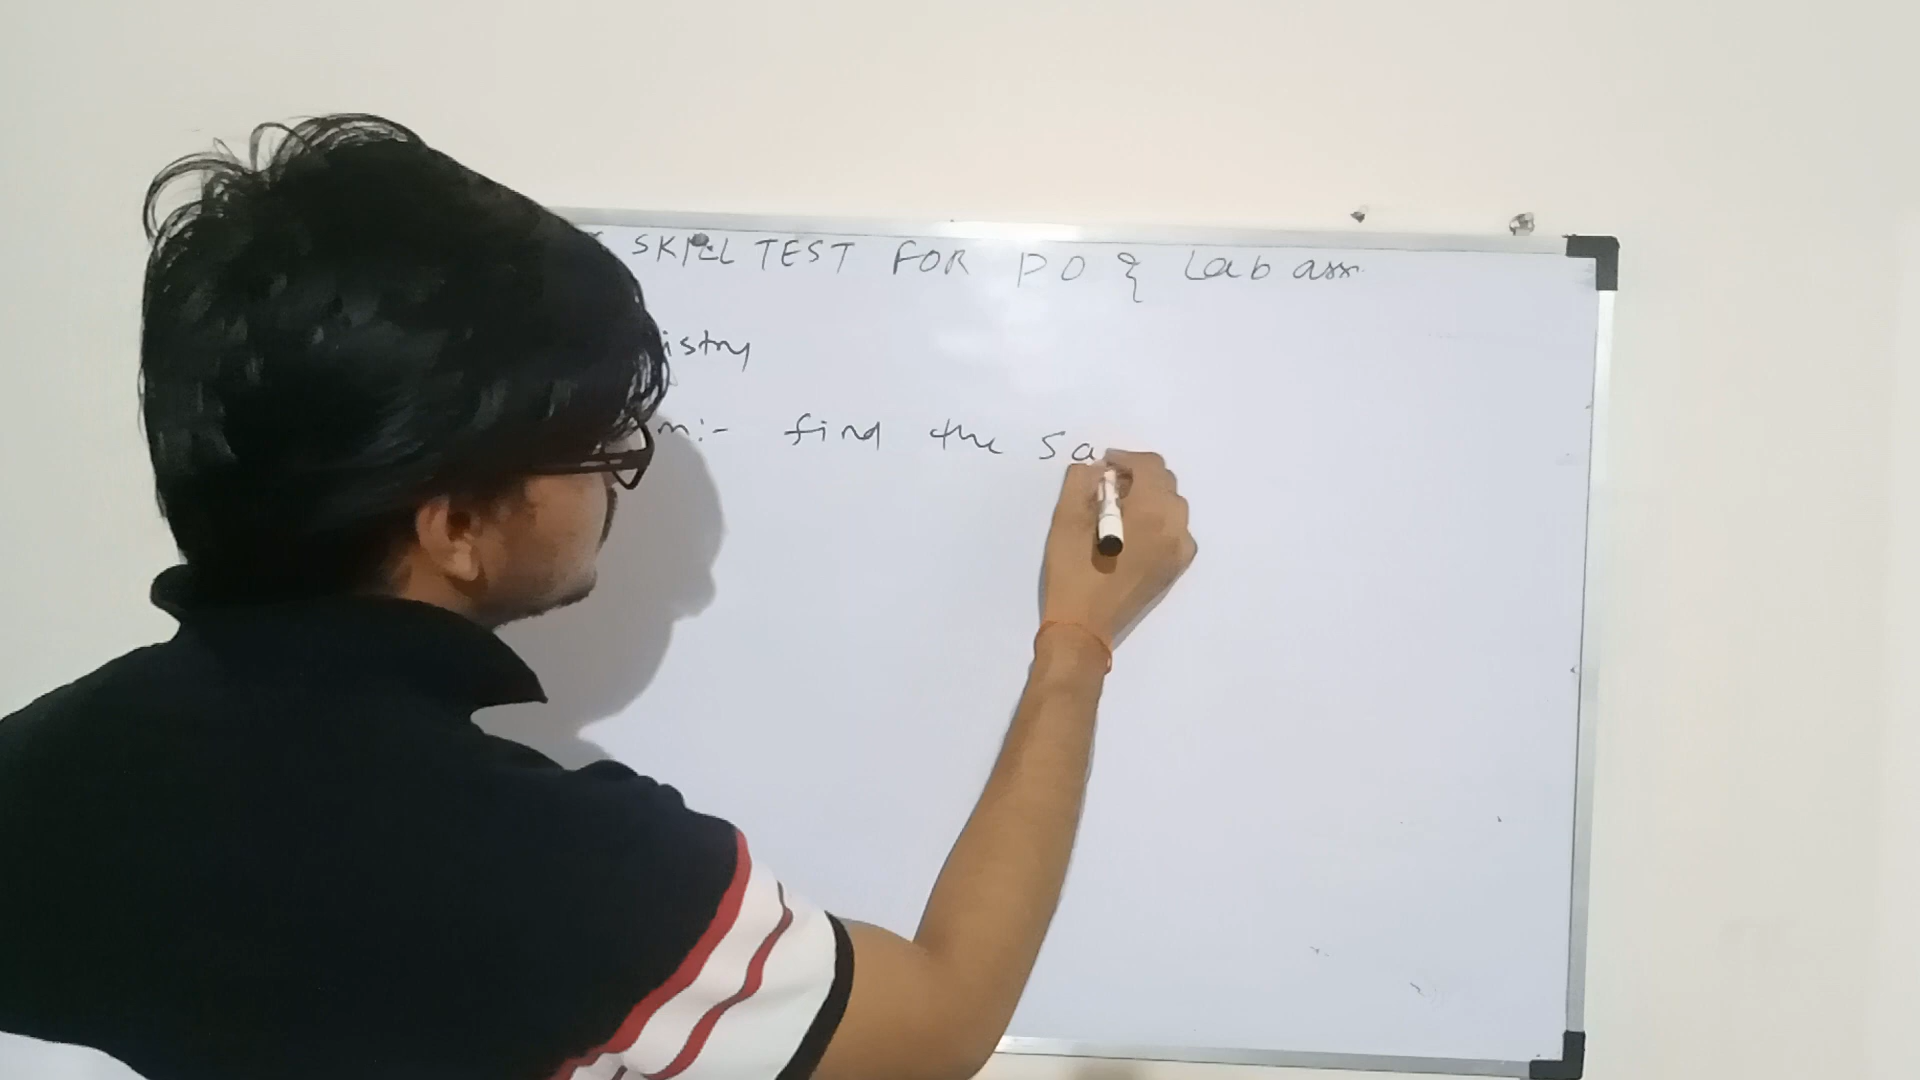 SKILL TEST FOR PO & Lab ass.
istry
m:- find the Sa